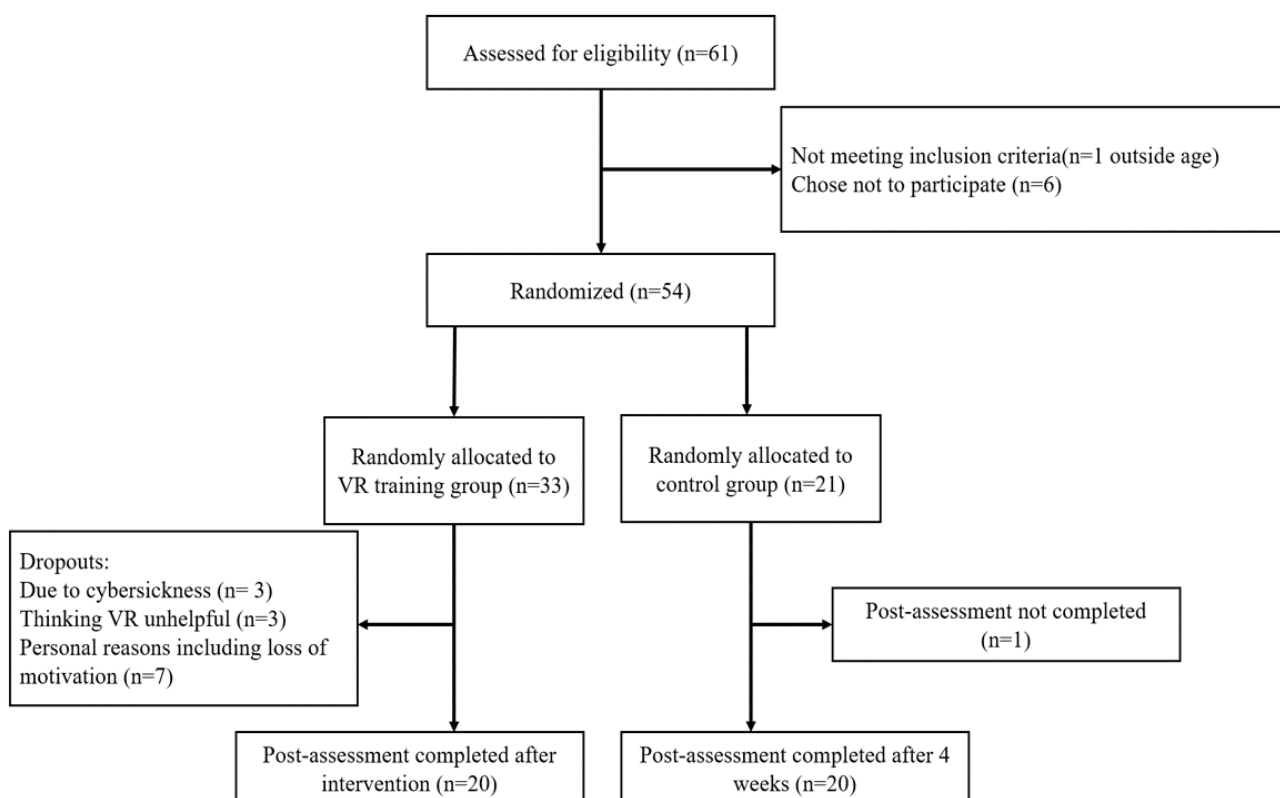 Assessed for eligibility (n=61)
Not meeting inclusion criteria(n=1 outside age)
Chose not to participate (n=6)
Randomized (n=54)
Randomly allocated to
VR training group (n=33)
Randomly allocated to
control group (n=21)
Dropouts:
Due to cybersickness (n= 3)
Thinking VR unhelpful (n=3)
Personal reasons including loss of
motivation (n=7)
Post-assessment not completed
(n=1)
Post-assessment completed after
intervention (n=20)
Post-assessment completed after 4
weeks (n=20)